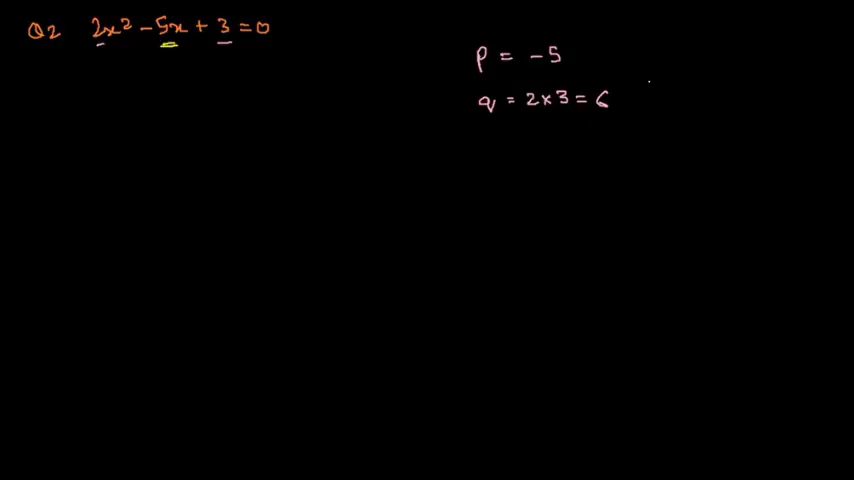 Q2 2x² - 5x + 3 = 0
p = -5
q = 2 × 3 = 6